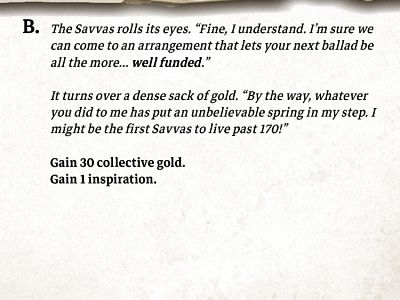 B. The Savvas rolls its eyes. “Fine, I understand. I’m sure we
can come to an arrangement that lets your next ballad be
all the more... well funded.”
It turns over a dense sack of gold. “By the way, whatever
you did to me has put an unbelievable spring in my step. I
might be the first Savvas to live past 170!”
Gain 30 collective gold.
Gain 1 inspiration.